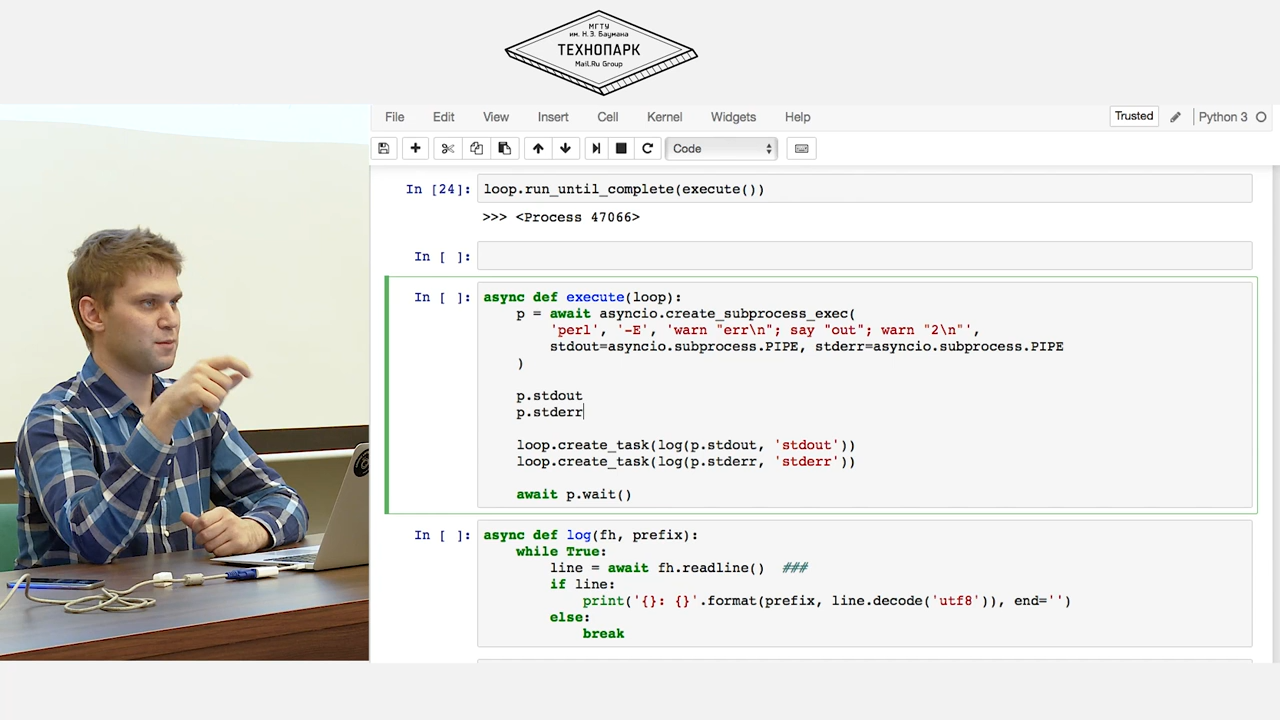 МГТУ
им. Н.Э. Баумана
ТЕХНОПАРК
Mail.Ru Group
File Edit View Insert Cell Kernel Widgets Help Trusted Python 3
Code
In [24]: loop.run_until_complete(execute())
>>> <Process 47066>
In [ ]:
In [ ]: async def execute(loop):
p = await asyncio.create_subprocess_exec(
'perl', '-E', 'warn "err\n"; say "out"; warn "2\n"',
stdout=asyncio.subprocess.PIPE, stderr=asyncio.subprocess.PIPE
)
p.stdout
p.stderr
loop.create_task(log(p.stdout, 'stdout'))
loop.create_task(log(p.stderr, 'stderr'))
await p.wait()
In [ ]: async def log(fh, prefix):
while True:
line = await fh.readline() ###
if line:
print('{}: {}'.format(prefix, line.decode('utf8')), end='')
else:
break